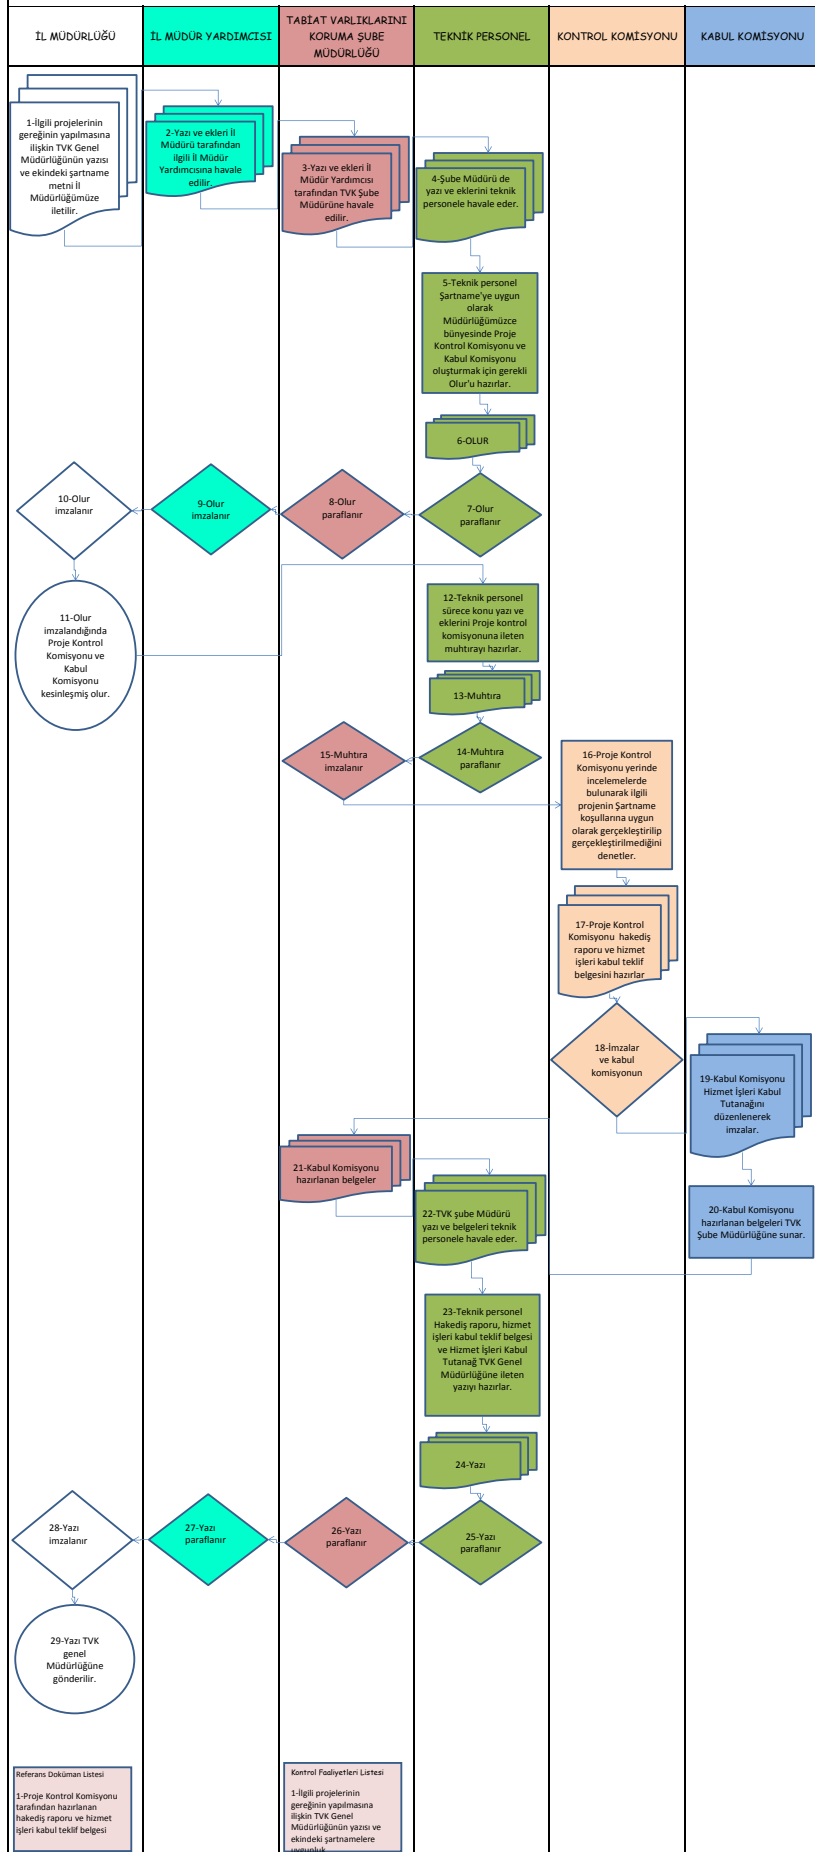 İL MÜDÜRLÜĞÜ
İL MÜDÜR YARDIMCISI
TABİAT VARLIKLARINI
KORUMA ŞUBE
MÜDÜRLÜĞÜ
TEKNİK PERSONEL
KONTROL KOMİSYONU
KABUL KOMİSYONU
1-İlgili projelerinin
gereğinin yapılmasına
ilişkin TVK Genel
Müdürlüğünün yazısı
ve ekindeki şartname
metni İl
Müdürlüğümüze
iletilir.
2-Yazı ve ekleri İl
Müdürü tarafından
ilgili İl Müdür
Yardımcısına havale
edilir.
3-Yazı ve ekleri İl
Müdür Yardımcısı
tarafından TVK Şube
Müdürüne havale
edilir.
4-Şube Müdürü de
yazı ve eklerini teknik
personele havale eder.
5-Teknik personel
Şartname'ye uygun
olarak
Müdürlüğümüzce
bünyesinde Proje
Kontrol Komisyonu ve
Kabul Komisyonu
oluşturmak için gerekli
Olur'u hazırlar.
6-OLUR
7-Olur
paraflanır
8-Olur
paraflanır
9-Olur
imzalanır
10-Olur
imzalanır
11-Olur
imzalandığında
Proje Kontrol
Komisyonu ve
Kabul
Komisyonu
kesinleşmiş olur.
12-Teknik personel
sürece konu yazı ve
eklerini Proje kontrol
komisyonuna ileten
muhtırayı hazırlar.
13-Muhtıra
14-Muhtıra
paraflanır
15-Muhtıra
imzalanır
16-Proje Kontrol
Komisyonu yerinde
incelemelerde
bulunarak ilgili
projenin Şartname
koşullarına uygun
olarak gerçekleştirilip
gerçekleştirilmediğini
denetler.
17-Proje Kontrol
Komisyonu hakediş
raporu ve hizmet
işleri kabul teklif
belgesini hazırlar
18-İmzalar
ve kabul
komisyonun
19-Kabul Komisyonu
Hizmet İşleri Kabul
Tutanağını
düzenlenerek
imzalar.
20-Kabul Komisyonu
hazırlanan belgeleri TVK
Şube Müdürlüğüne sunar.
21-Kabul Komisyonu
hazırlanan belgeler
22-TVK şube Müdürü
yazı ve belgeleri teknik
personele havale eder.
23-Teknik personel
Hakediş raporu, hizmet
işleri kabul teklif belgesi
ve Hizmet İşleri Kabul
Tutanağ TVK Genel
Müdürlüğüne ileten
yazıyı hazırlar.
24-Yazı
25-Yazı
paraflanır
26-Yazı
paraflanır
27-Yazı
paraflanır
28-Yazı
imzalanır
29-Yazı TVK
genel
Müdürlüğüne
gönderilir.
Referans Doküman Listesi
1-Proje Kontrol Komisyonu
tarafından hazırlanan
hakediş raporu ve hizmet
işleri kabul teklif belgesi
Kontrol Faaliyetleri Listesi
1-İlgili projelerinin
gereğinin yapılmasına
ilişkin TVK Genel
Müdürlüğünün yazısı ve
ekindeki şartnamelere
uygunluk